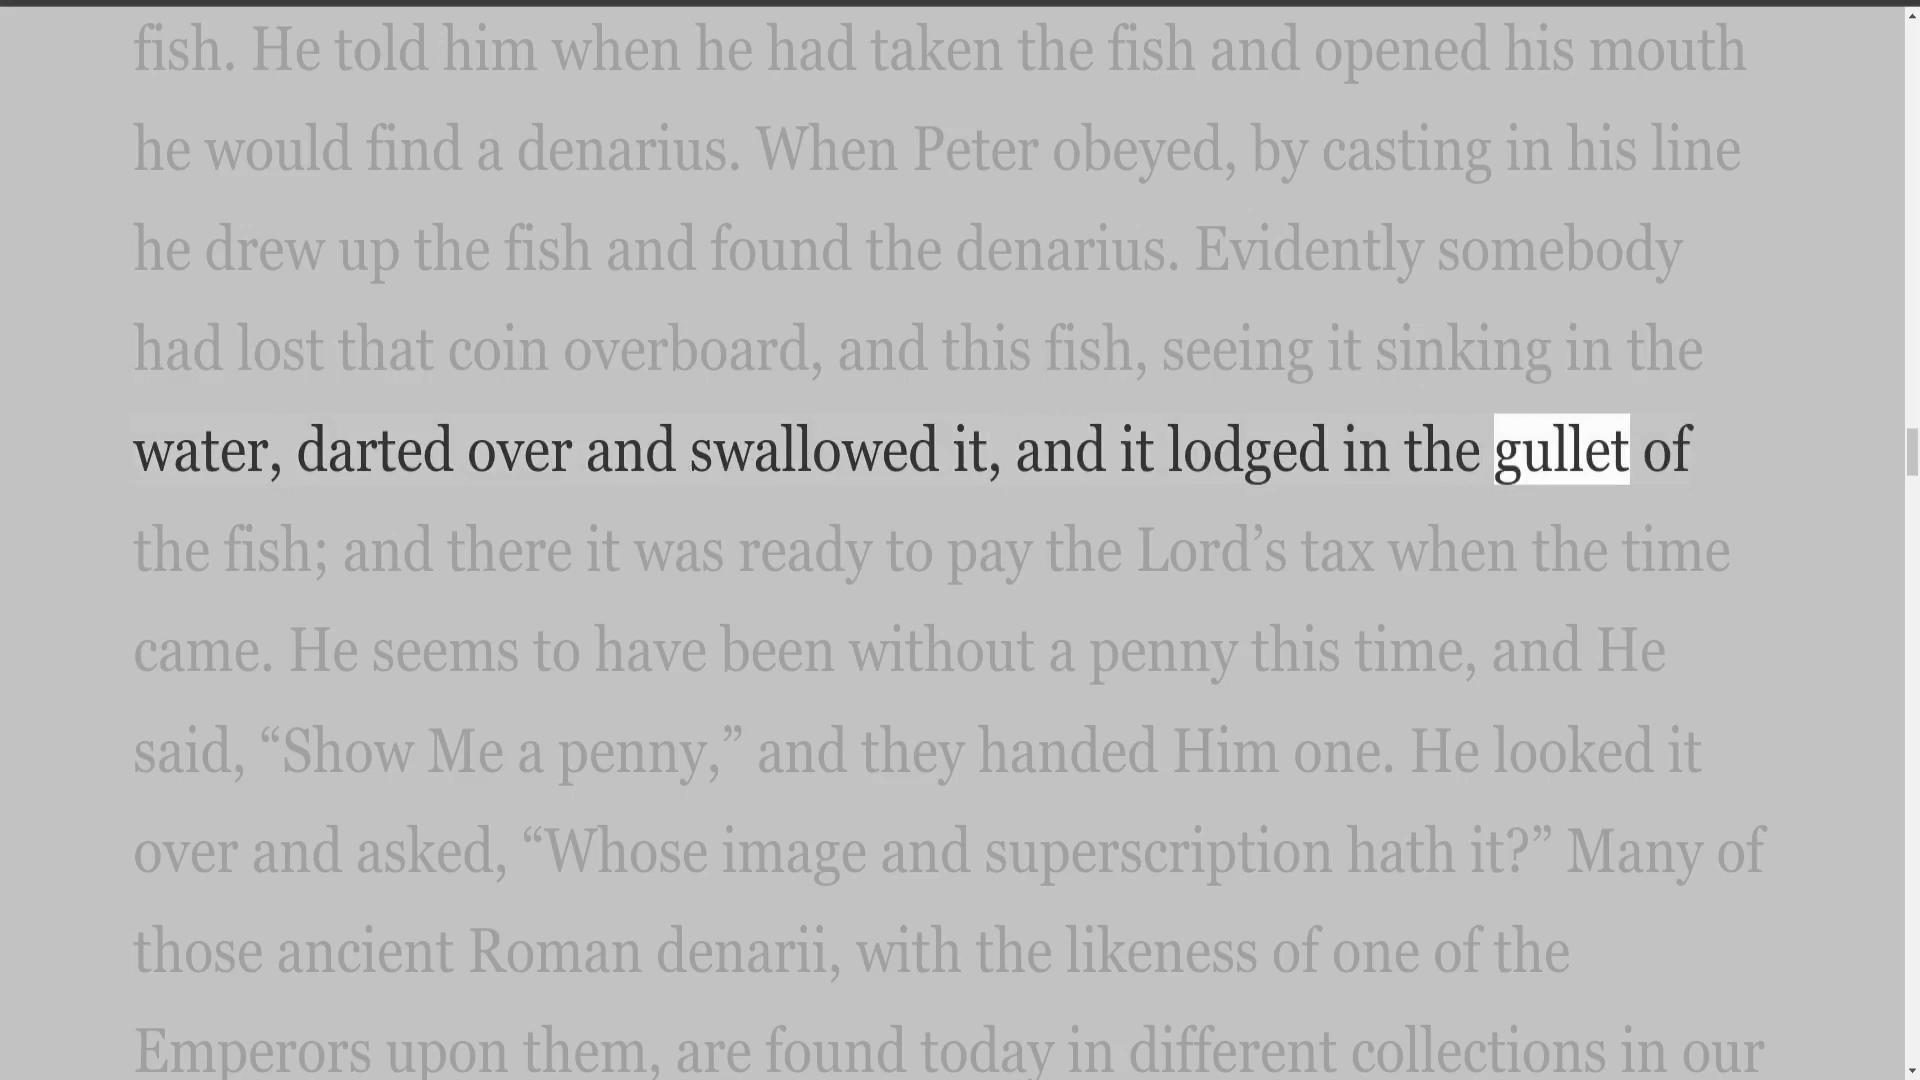 fish. He told him when he had taken the fish and opened his mouth
he would find a denarius. When Peter obeyed, by casting in his line
he drew up the fish and found the denarius. Evidently somebody
had lost that coin overboard, and this fish, seeing it sinking in the
water, darted over and swallowed it, and it lodged in the gullet of
the fish; and there it was ready to pay the Lord’s tax when the time
came. He seems to have been without a penny this time, and He
said, “Show Me a penny,” and they handed Him one. He looked it
over and asked, “Whose image and superscription hath it?” Many of
those ancient Roman denarii, with the likeness of one of the
Emperors upon them, are found today in different collections in our